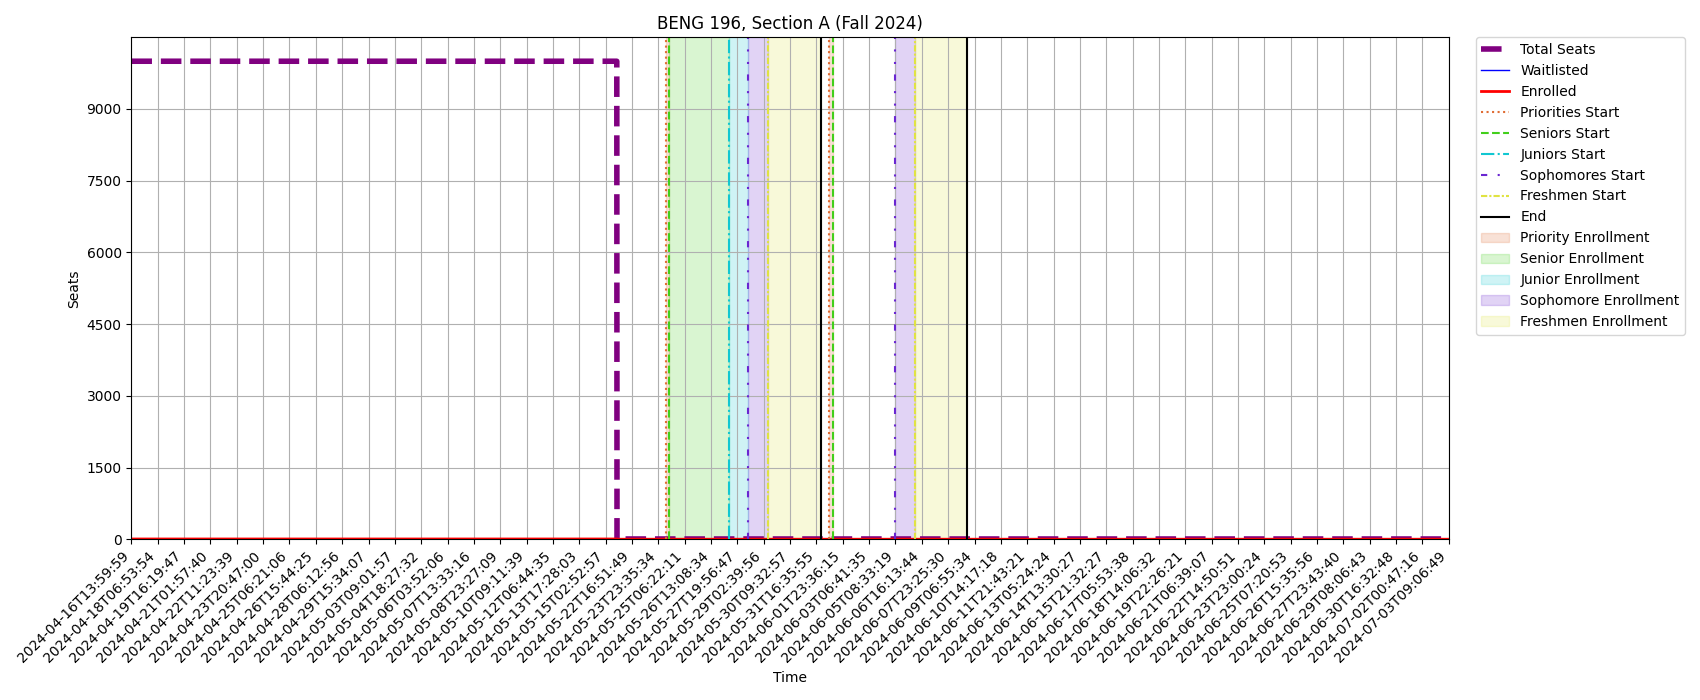 BENG 196, Section A (Fall 2024)
Seats
9000
7500
6000
4500
3000
1500
0
2024-04-16T13:59:59
2024-04-18T06:53:54
2024-04-19T16:19:47
2024-04-21T01:57:40
2024-04-22T11:23:39
2024-04-23T20:47:00
2024-04-25T06:21:06
2024-04-26T15:44:25
2024-04-28T06:12:56
2024-04-29T15:34:07
2024-05-03T09:01:57
2024-05-04T18:27:32
2024-05-06T03:52:06
2024-05-07T13:33:16
2024-05-08T23:27:09
2024-05-10T09:11:39
2024-05-12T06:44:35
2024-05-13T17:28:03
2024-05-15T02:52:57
2024-05-22T16:51:49
2024-05-23T23:35:34
2024-05-25T06:22:11
2024-05-26T13:08:34
2024-05-27T19:56:47
2024-05-29T02:39:56
2024-05-30T09:32:57
2024-05-31T16:35:55
2024-06-01T23:36:15
2024-06-03T06:41:35
2024-06-05T08:33:19
2024-06-06T16:13:44
2024-06-07T23:25:30
2024-06-09T06:55:34
2024-06-10T14:17:18
2024-06-11T21:43:21
2024-06-13T05:24:24
2024-06-14T13:30:27
2024-06-15T21:32:27
2024-06-17T05:53:38
2024-06-18T14:06:32
2024-06-19T22:26:21
2024-06-21T06:39:07
2024-06-22T14:50:51
2024-06-23T23:00:24
2024-06-25T07:20:53
2024-06-26T15:35:56
2024-06-27T23:43:40
2024-06-29T08:06:43
2024-06-30T16:32:48
2024-07-02T00:47:16
2024-07-03T09:06:49
Time
Total Seats
Waitlisted
Enrolled
Priorities Start
Seniors Start
Juniors Start
Sophomores Start
Freshmen Start
End
Priority Enrollment
Senior Enrollment
Junior Enrollment
Sophomore Enrollment
Freshmen Enrollment